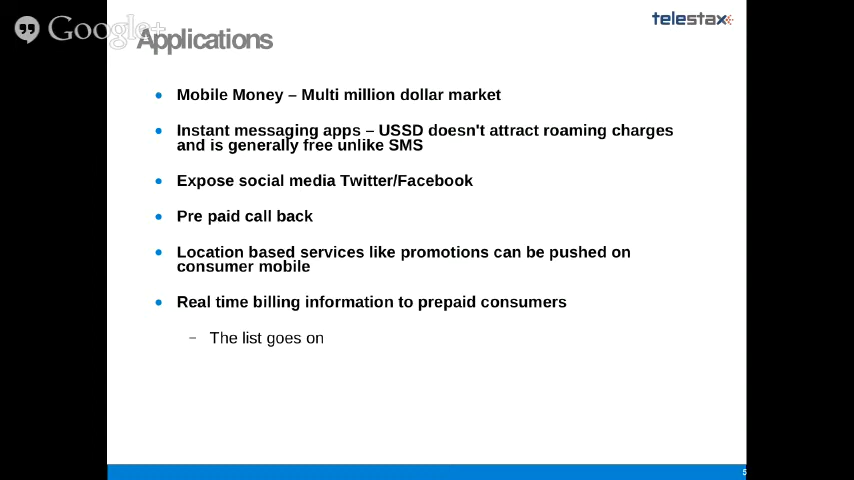 Google+
telestax
Applications
Mobile Money – Multi million dollar market
Instant messaging apps – USSD doesn't attract roaming charges
and is generally free unlike SMS
Expose social media Twitter/Facebook
Pre paid call back
Location based services like promotions can be pushed on
consumer mobile
Real time billing information to prepaid consumers
– The list goes on
5